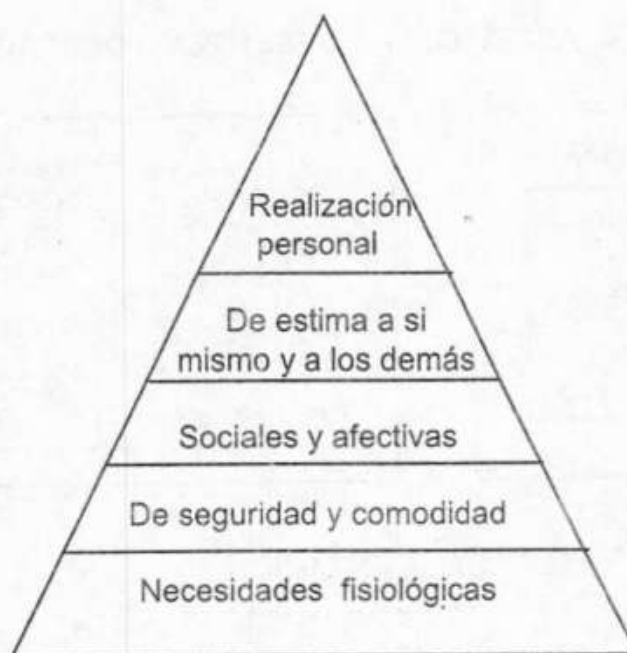 Realización
personal
De estima a si
mismo y a los demás
Sociales y afectivas
De seguridad y comodidad
Necesidades fisiológicas